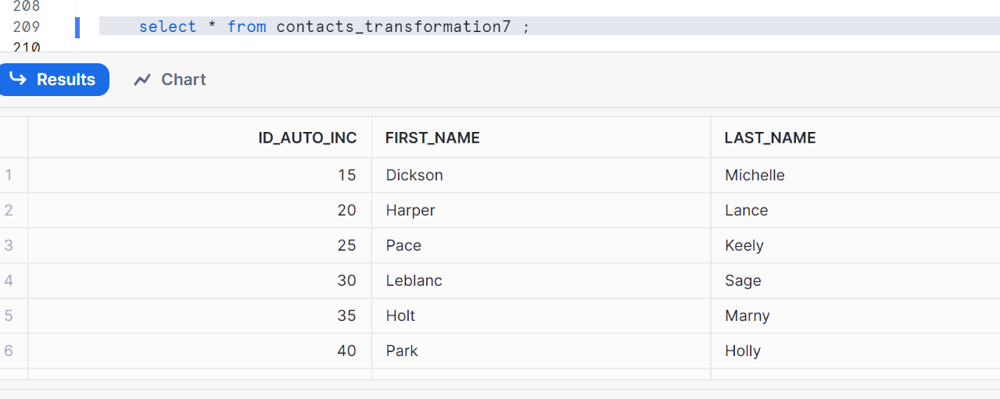 208
209 select * from contacts_transformation7 ;
210
Results Chart
ID_AUTO_INC FIRST_NAME LAST_NAME
1 15 Dickson Michelle
2 20 Harper Lance
3 25 Pace Keely
4 30 Leblanc Sage
5 35 Holt Marny
6 40 Park Holly